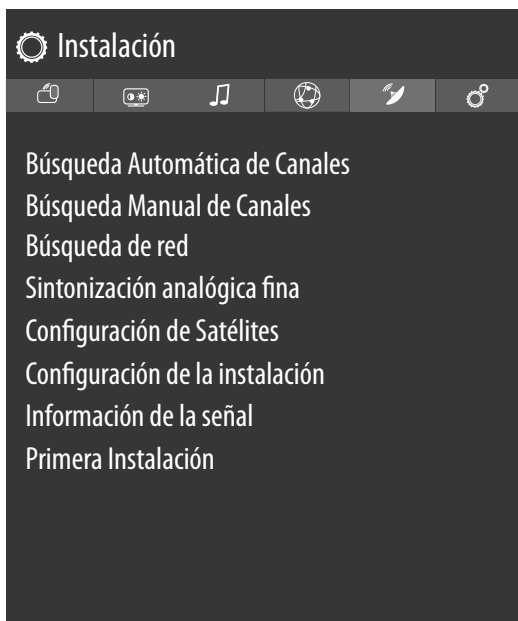 Instalación
Búsqueda Automática de Canales
Búsqueda Manual de Canales
Búsqueda de red
Sintonización analógica fina
Configuración de Satélites
Configuración de la instalación
Información de la señal
Primera Instalación